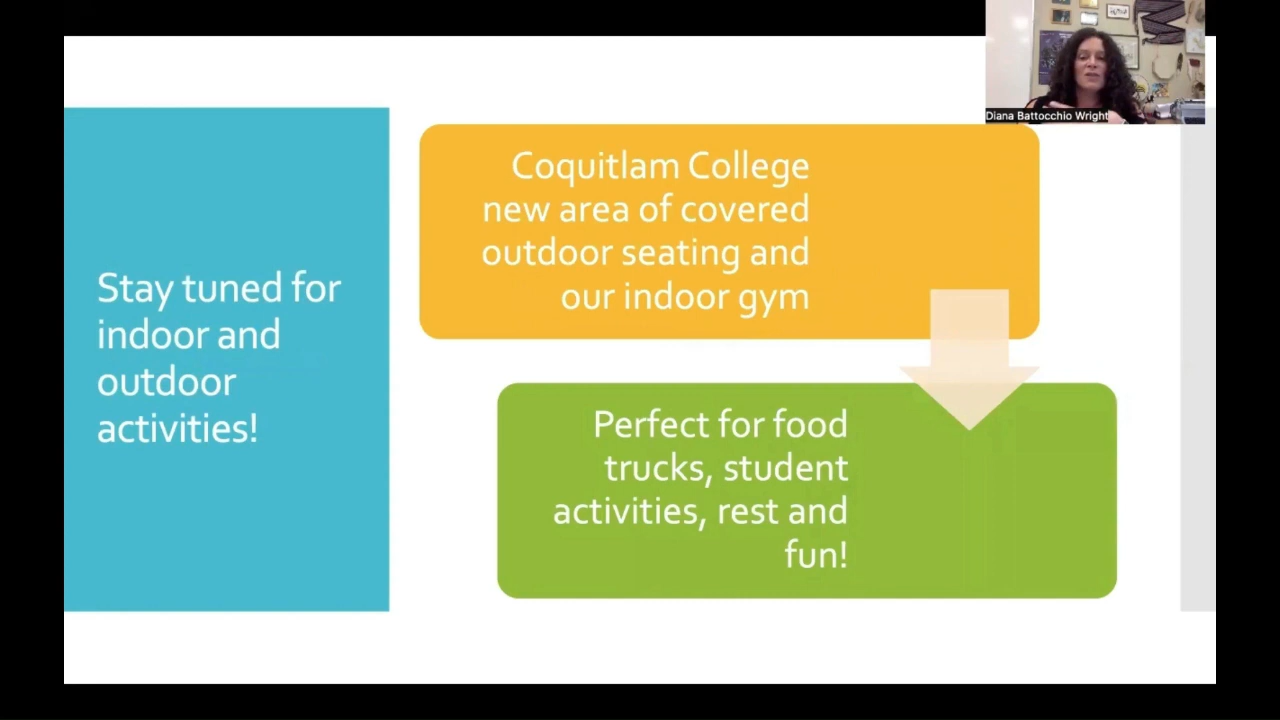 Diana Battocchio Wright
Stay tuned for
indoor and
outdoor
activities!
Coquitlam College
new area of covered
outdoor seating and
our indoor gym
Perfect for food
trucks, student
activities, rest and
fun!